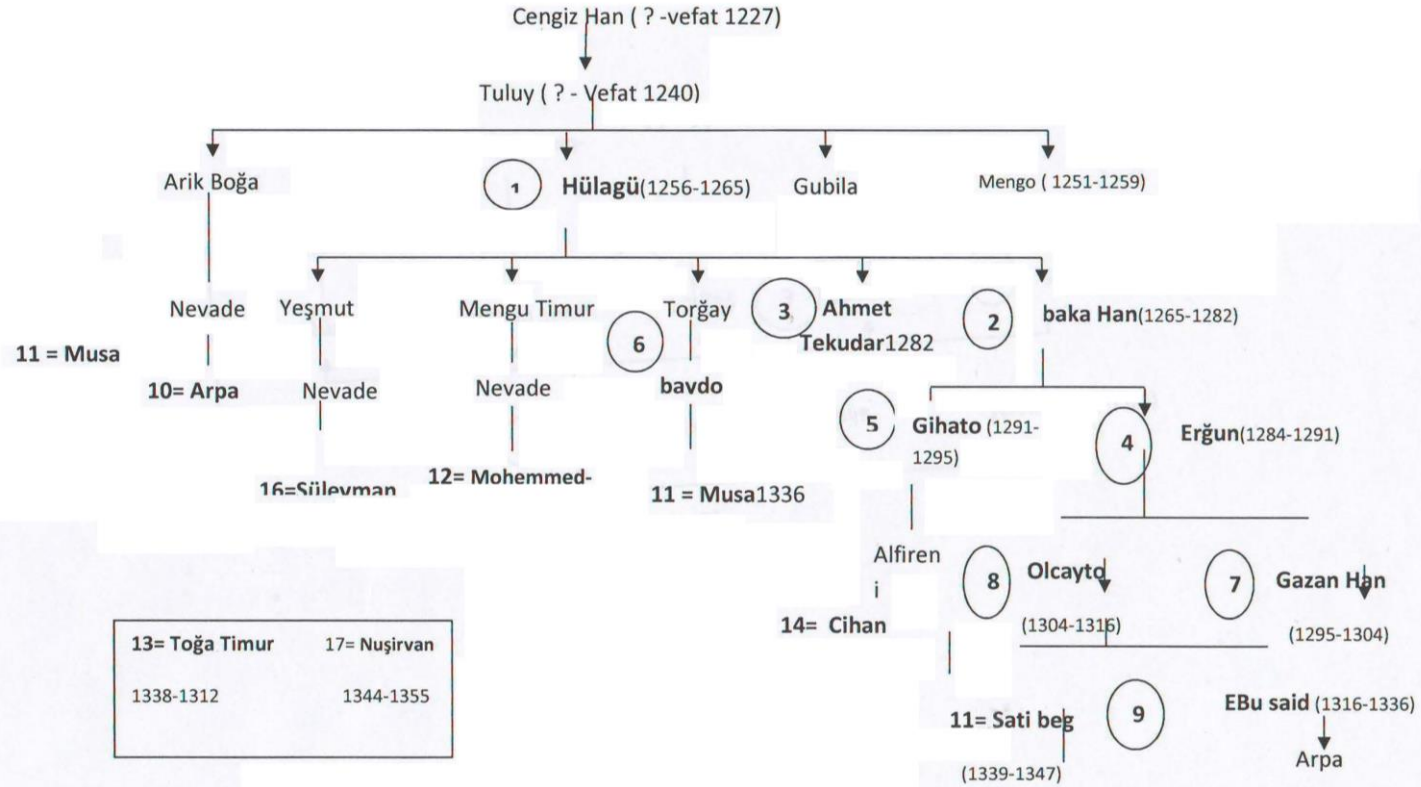 Cengiz Han ( ? -vefat 1227)
Tuluy ( ? - Vefat 1240)
Arik Boğa
1
Hülagü(1256-1265)
Gubila
Mengo ( 1251-1259)
Nevade
Yeşmut
Mengu Timur
Torğay
3
Ahmet
Tekudar1282
2
baka Han(1265-1282)
6
11 = Musa
10= Arpa
Nevade
Nevade
bavdo
5
Gihato (1291-
1295)
4
Erğun(1284-1291)
16=Süleyman
12= Mohemmed-
11 = Musa1336
Alfiren
i
8
Olcayto
(1304-1316)
7
Gazan Han
(1295-1304)
14= Cihan
13= Toğa Timur
17= Nuşirvan
1338-1312
1344-1355
11= Sati beg
(1339-1347)
9
EBu said (1316-1336)
Arpa